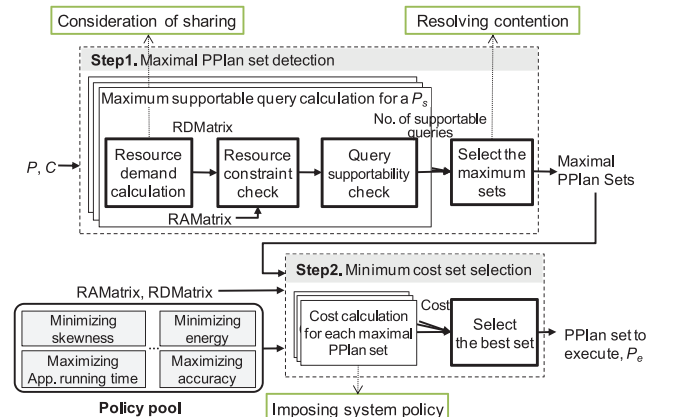 Consideration of sharing
Resolving contention
Step1. Maximal PPlan set detection
Maximum supportable query calculation for a Ps
No. of supportable
queries
RDMatrix
Resource
demand
calculation
Resource
constraint
check
Query
supportability
check
Select the
maximum
sets
P, C
Maximal
PPlan Sets
RAMatrix
Step2. Minimum cost set selection
RAMatrix, RDMatrix
Cost
Cost calculation
for each maximal
PPlan set
Select
the best set
PPlan set to
execute, Pe
Minimizing
skewness
Minimizing
energy
Maximizing
App. running time
Maximizing
accuracy
Policy pool
Imposing system policy